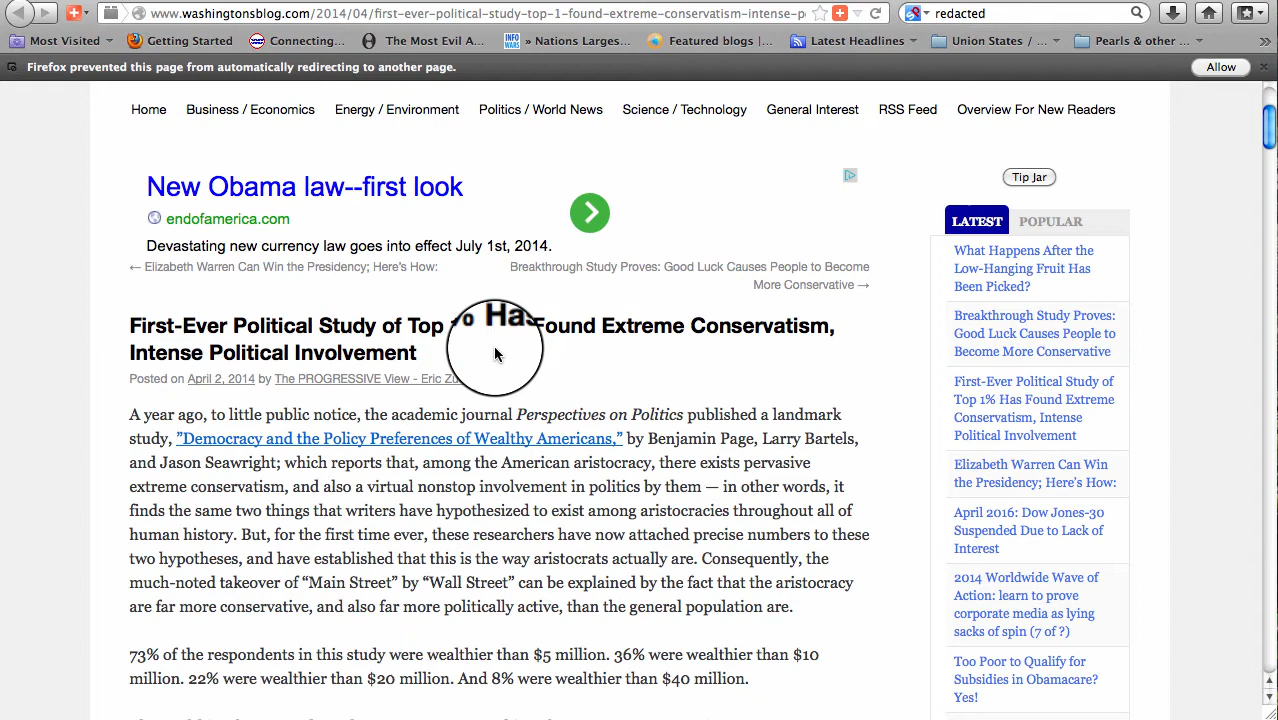 www.washingtonsblog.com/2014/04/first-ever-political-study-top-1-found-extreme-conservatism-intense-p
redacted
Most Visited Getting Started Connecting... The Most Evil A... » Nations Larges... Featured blogs |... Latest Headlines Union States / ... Pearls & other ...
Firefox prevented this page from automatically redirecting to another page. Allow
Home Business / Economics Energy / Environment Politics / World News Science / Technology General Interest RSS Feed Overview For New Readers
New Obama law--first look
endofamerica.com
Devastating new currency law goes into effect July 1st, 2014.
← Elizabeth Warren Can Win the Presidency; Here's How:
Breakthrough Study Proves: Good Luck Causes People to Become
More Conservative →
First-Ever Political Study of Top % Has Found Extreme Conservatism,
Intense Political Involvement
Posted on April 2, 2014 by The PROGRESSIVE View - Eric
A year ago, to little public notice, the academic journal Perspectives on Politics published a landmark
study, ”Democracy and the Policy Preferences of Wealthy Americans,” by Benjamin Page, Larry Bartels,
and Jason Seawright; which reports that, among the American aristocracy, there exists pervasive
extreme conservatism, and also a virtual nonstop involvement in politics by them — in other words, it
finds the same two things that writers have hypothesized to exist among aristocracies throughout all of
human history. But, for the first time ever, these researchers have now attached precise numbers to these
two hypotheses, and have established that this is the way aristocrats actually are. Consequently, the
much-noted takeover of “Main Street” by “Wall Street” can be explained by the fact that the aristocracy
are far more conservative, and also far more politically active, than the general population are.
73% of the respondents in this study were wealthier than $5 million. 36% were wealthier than $10
million. 22% were wealthier than $20 million. And 8% were wealthier than $40 million.
Tip Jar
LATEST POPULAR
What Happens After the
Low-Hanging Fruit Has
Been Picked?
Breakthrough Study Proves:
Good Luck Causes People to
Become More Conservative
First-Ever Political Study of
Top 1% Has Found Extreme
Conservatism, Intense
Political Involvement
Elizabeth Warren Can Win
the Presidency; Here's How:
April 2016: Dow Jones-30
Suspended Due to Lack of
Interest
2014 Worldwide Wave of
Action: learn to prove
corporate media as lying
sacks of spin (7 of ?)
Too Poor to Qualify for
Subsidies in Obamacare?
Yes!